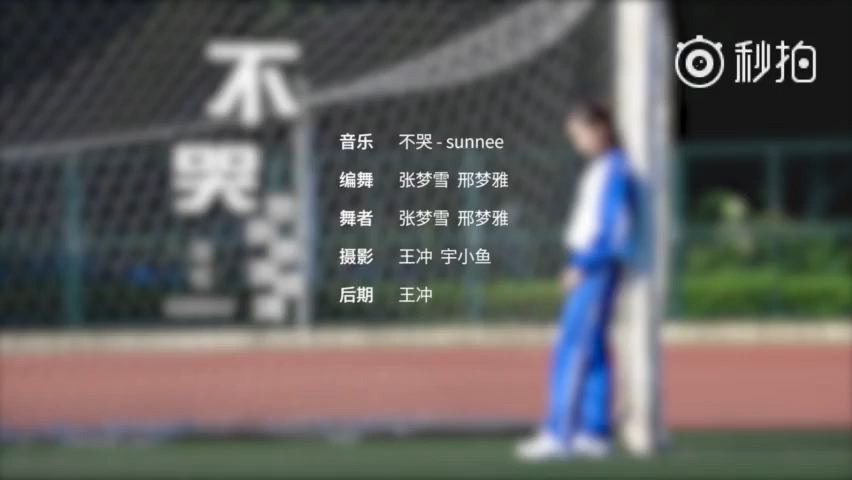 秒拍
不
哭
音乐 不哭 - sunnee
编舞 张梦雪 邢梦雅
舞者 张梦雪 邢梦雅
摄影 王冲 宇小鱼
后期 王冲